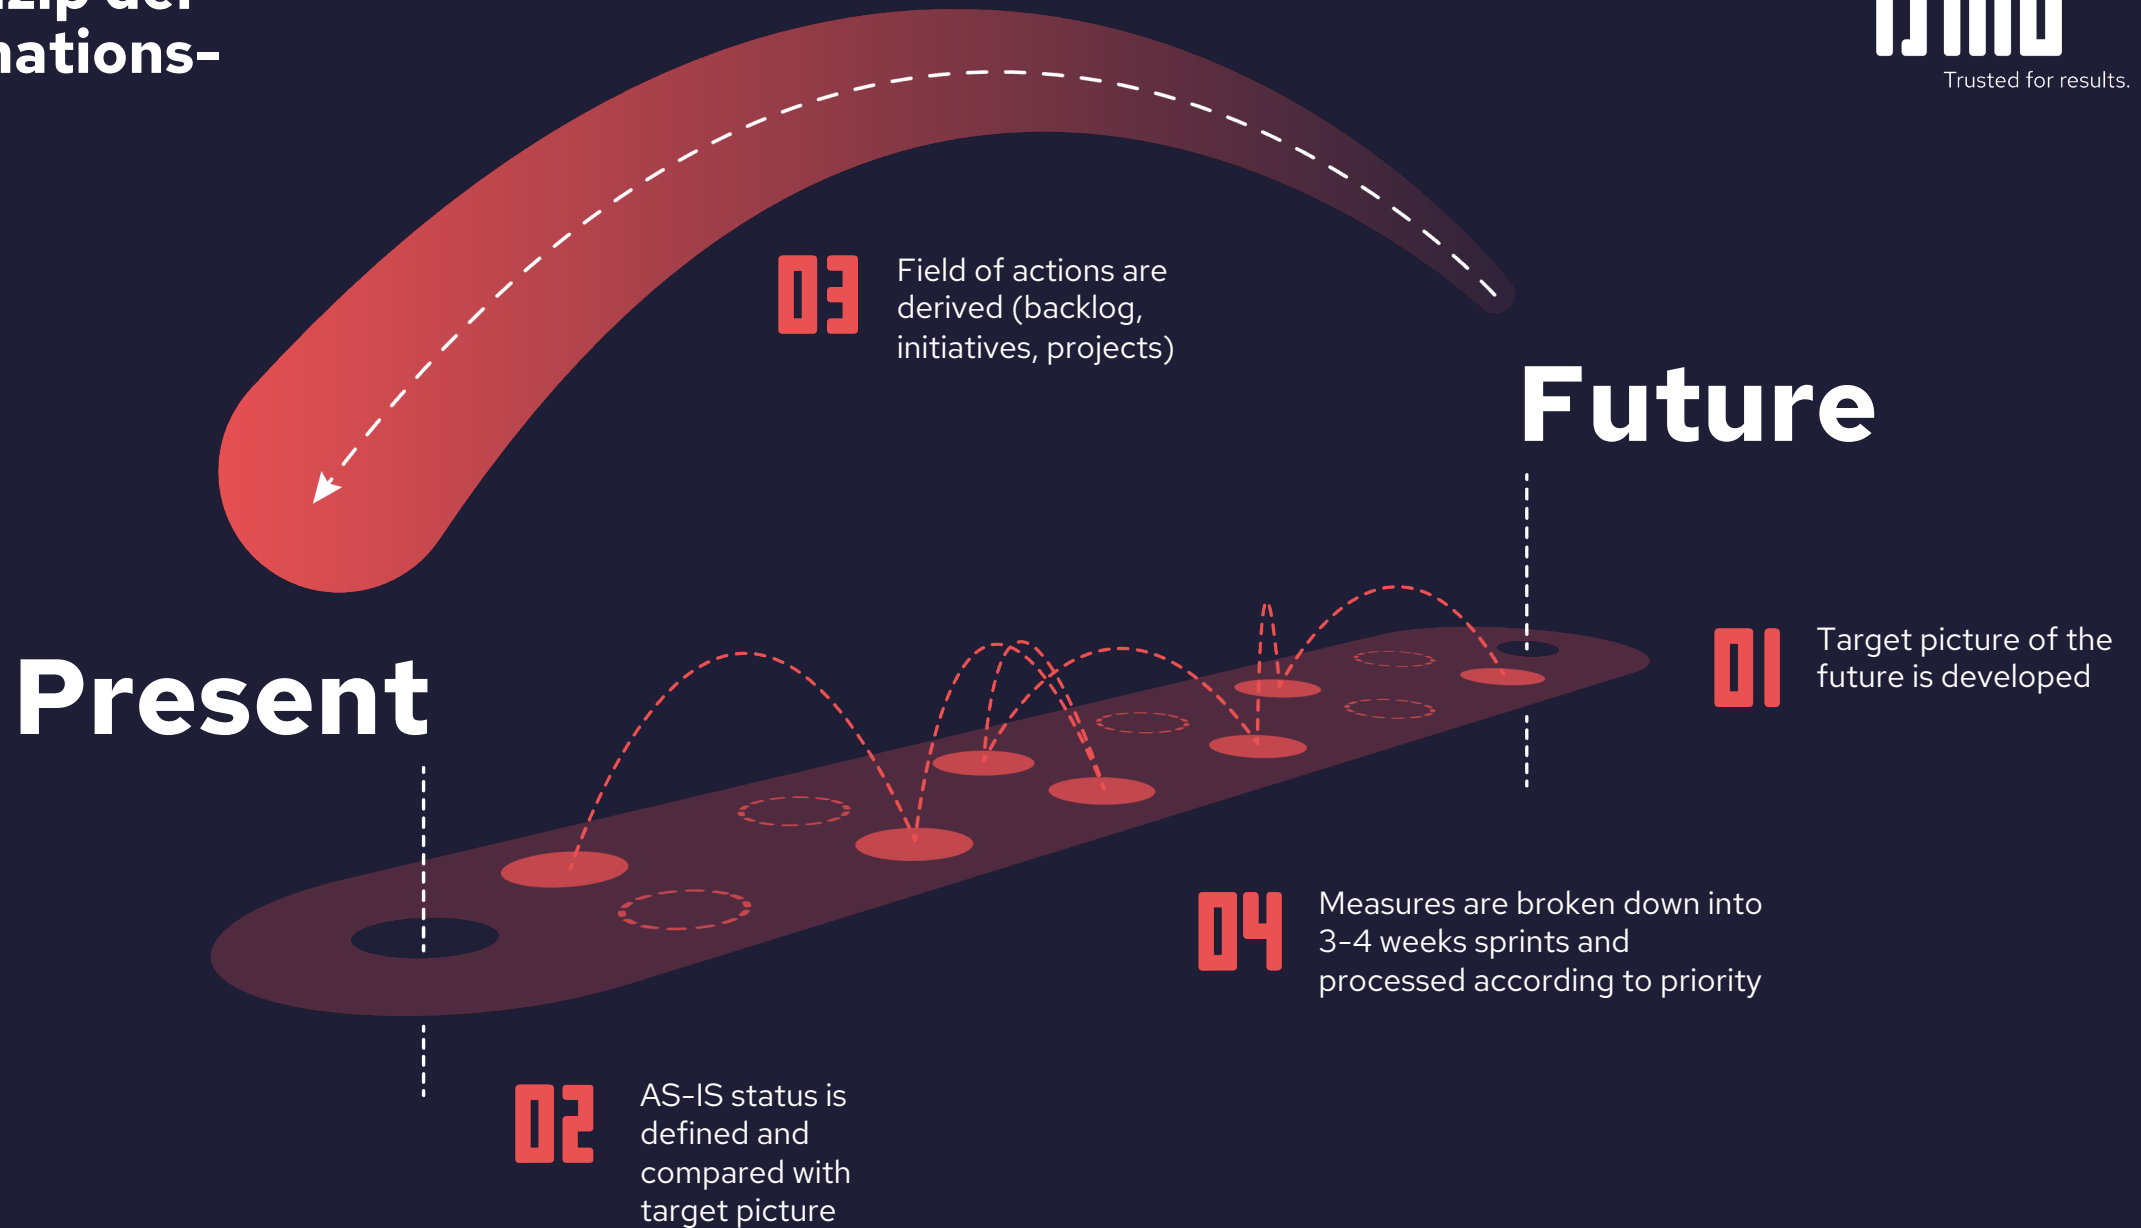 nations-
Trusted for results.
03
Field of actions are
derived (backlog,
initiatives, projects)
Future
Present
01
Target picture of the
future is developed
04
Measures are broken down into
3-4 weeks sprints and
processed according to priority
02
AS-IS status is
defined and
compared with
target picture